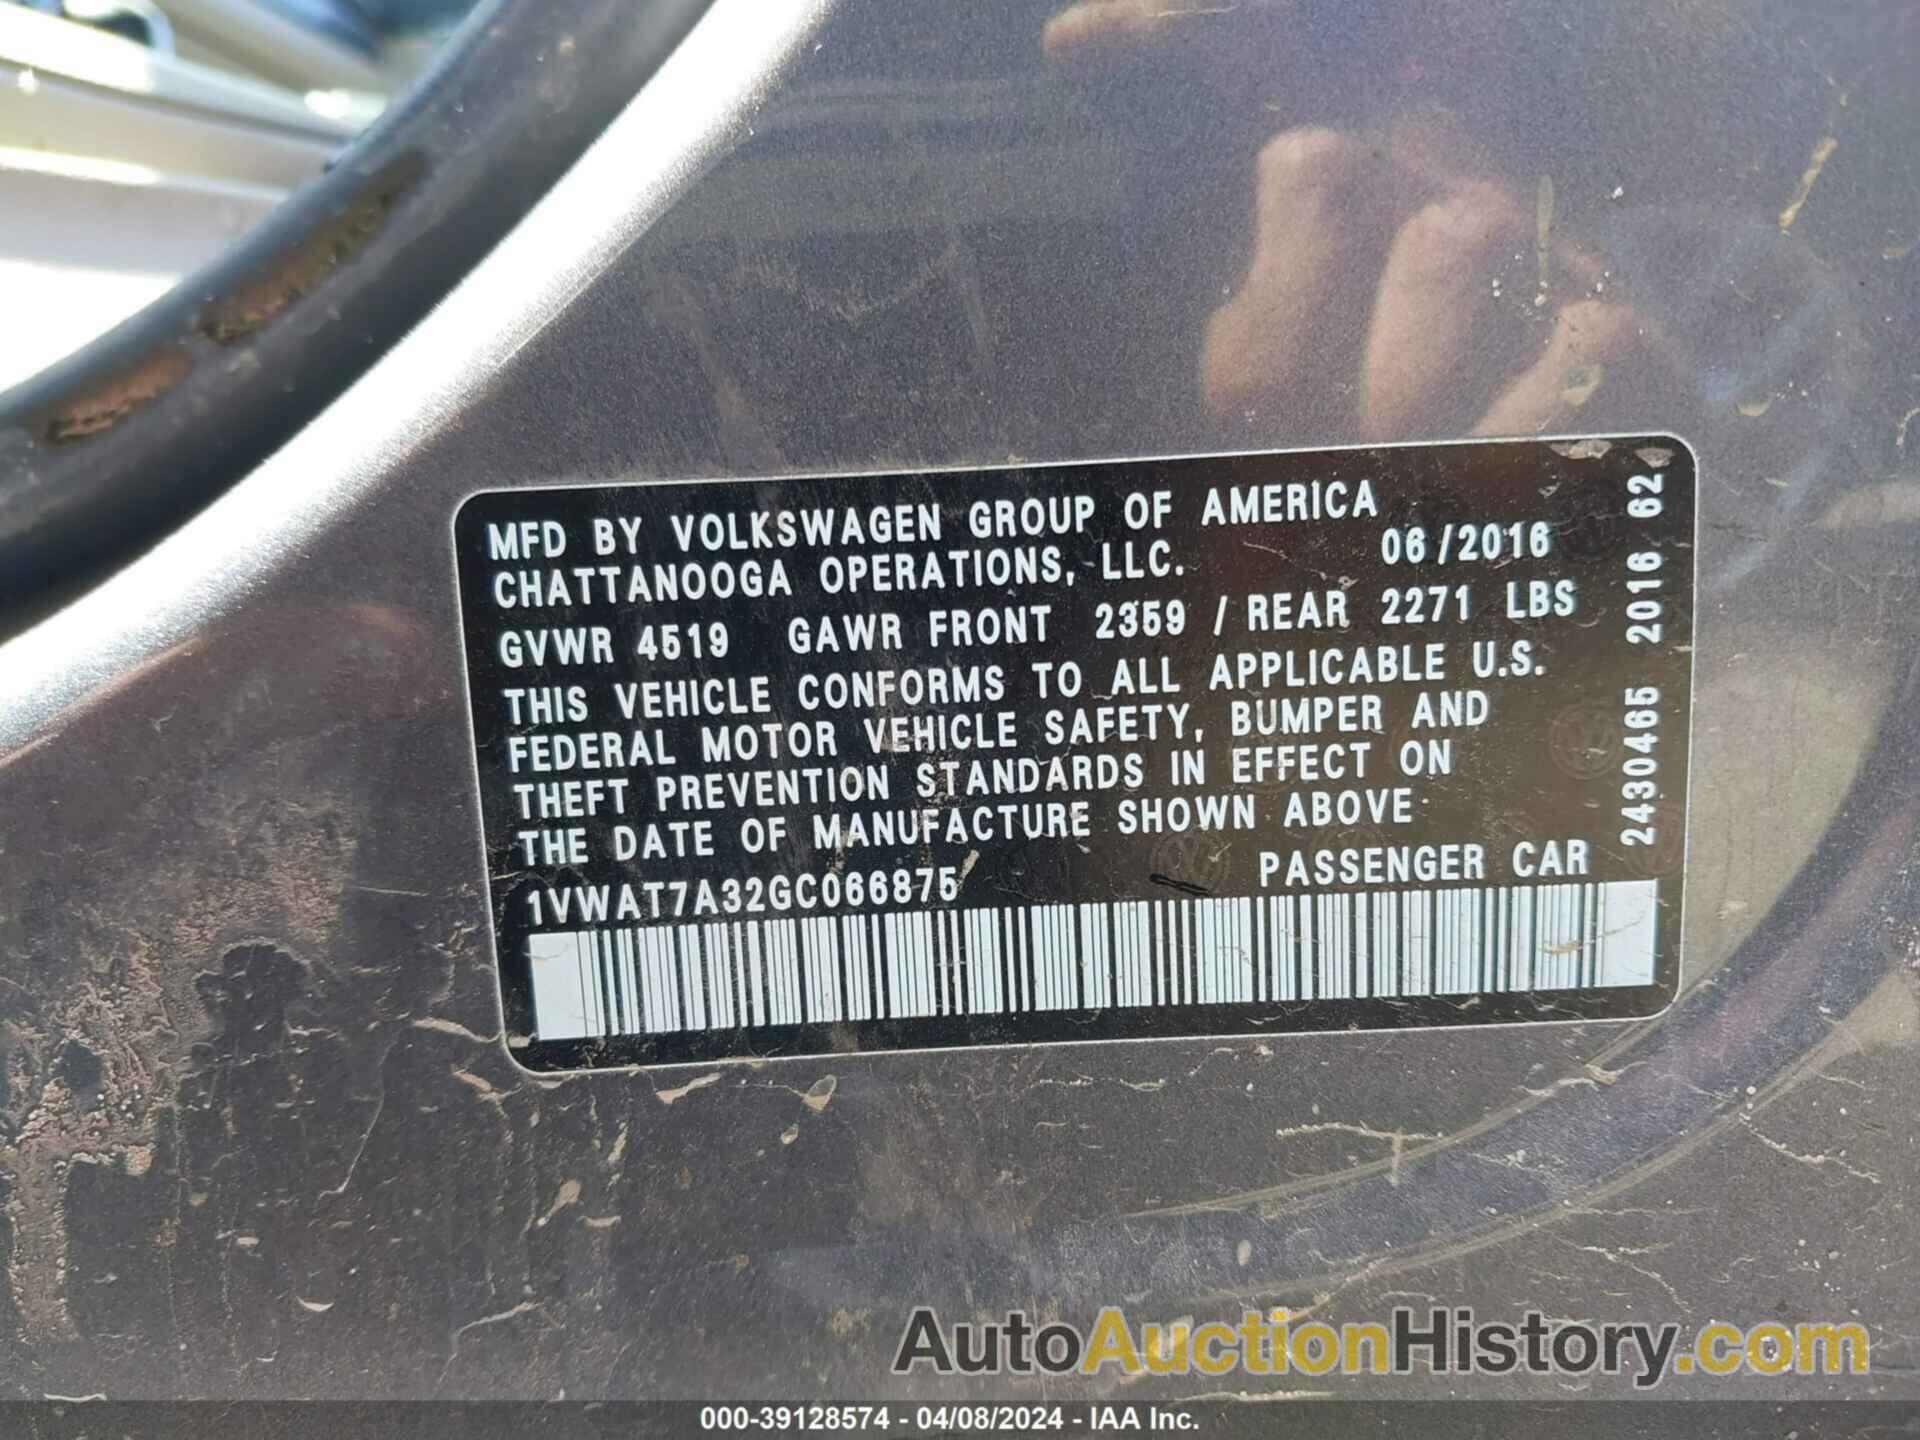 MFD BY VOLKSWAGEN GROUP OF AMERICA
CHATTANOOGA OPERATIONS, LLC. 06/2016
GVWR 4519 GAWR FRONT 2359 / REAR 2271 LBS
THIS VEHICLE CONFORMS TO ALL APPLICABLE U.S.
FEDERAL MOTOR VEHICLE SAFETY, BUMPER AND
THEFT PREVENTION STANDARDS IN EFFECT ON
THE DATE OF MANUFACTURE SHOWN ABOVE
1VWAT7A32GC066875 PASSENGER CAR
2430465 2016 62
AutoAuctionHistory.com
000-39128574 - 04/08/2024 - IAA Inc.